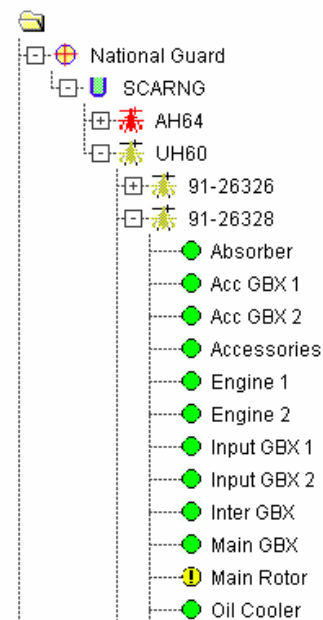 National Guard
SCARNG
AH64
UH60
91-26326
91-26328
Absorber
Acc GBX 1
Acc GBX 2
Accessories
Engine 1
Engine 2
Input GBX 1
Input GBX 2
Inter GBX
Main GBX
Main Rotor
Oil Cooler